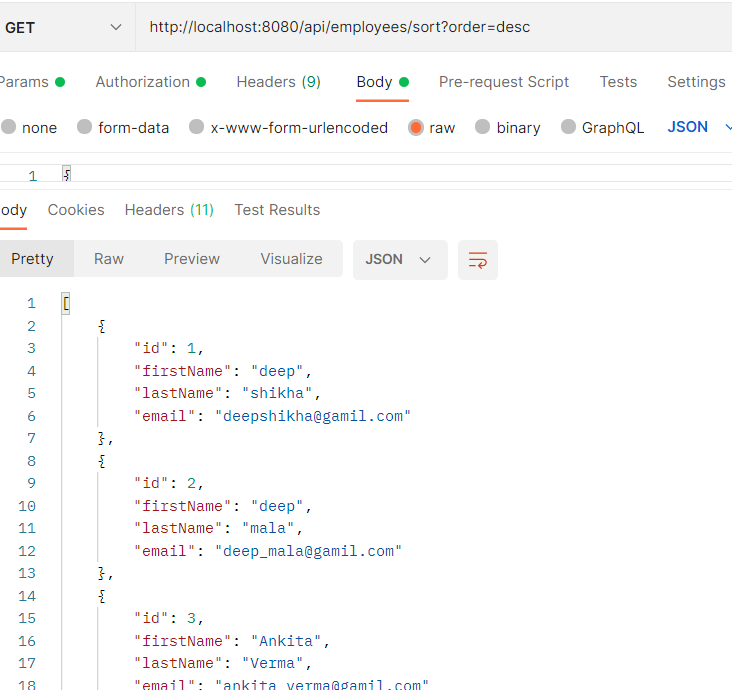 GET http://localhost:8080/api/employees/sort?order=desc
Params Authorization Headers (9) Body Pre-request Script Tests Settings
none form-data x-www-form-urlencoded raw binary GraphQL JSON
1 {
ody Cookies Headers (11) Test Results
Pretty Raw Preview Visualize JSON
1 [
2 {
3 "id": 1,
4 "firstName": "deep",
5 "lastName": "shikha",
6 "email": "deepshikha@gamil.com"
7 },
8 {
9 "id": 2,
10 "firstName": "deep",
11 "lastName": "mala",
12 "email": "deep_mala@gamil.com"
13 },
14 {
15 "id": 3,
16 "firstName": "Ankita",
17 "lastName": "Verma",
18 "email": "ankita_verma@gamil.com"